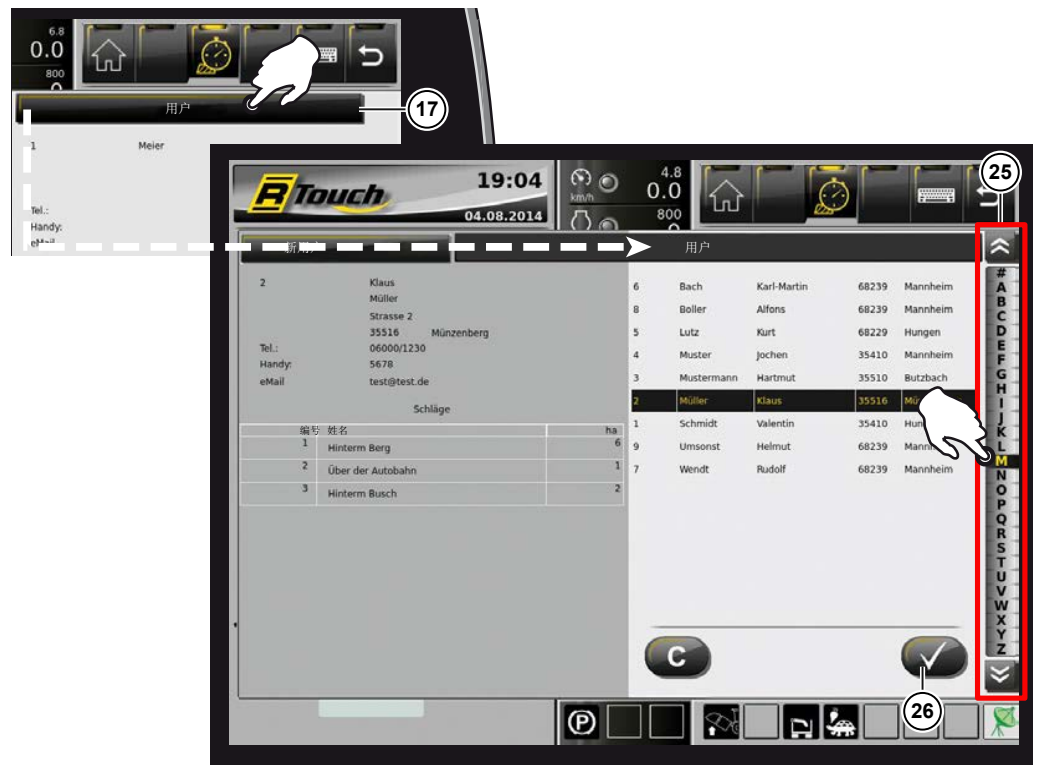 6.8
0.0
800
用户
17
1 Meier
Tel.:
Handy:
eMail
R Touch
19:04
04.08.2014
km/h
4.8
0.0
800
25
新用户
用户
2 Klaus
Müller
Strasse 2
35516 Münzenberg
Tel.: 06000/1230
Handy: 5678
eMail test@test.de
Schläge
编号 姓名 ha
1 Hinterm Berg 6
2 Über der Autobahn 1
3 Hinterm Busch 2
6 Bach Karl-Martin 68239 Mannheim
8 Boller Alfons 68239 Mannheim
5 Lutz Kurt 68229 Hungen
4 Muster Jochen 35410 Mannheim
3 Mustermann Hartmut 35510 Butzbach
2 Müller Klaus 35516
1 Schmidt Valentin 35410
9 Umsonst Helmut 68239
7 Wendt Rudolf 68239 Mannheim
#
A
B
C
D
E
F
G
H
I
J
K
L
M
N
O
P
Q
R
S
T
U
V
W
X
Y
Z
C
26
P